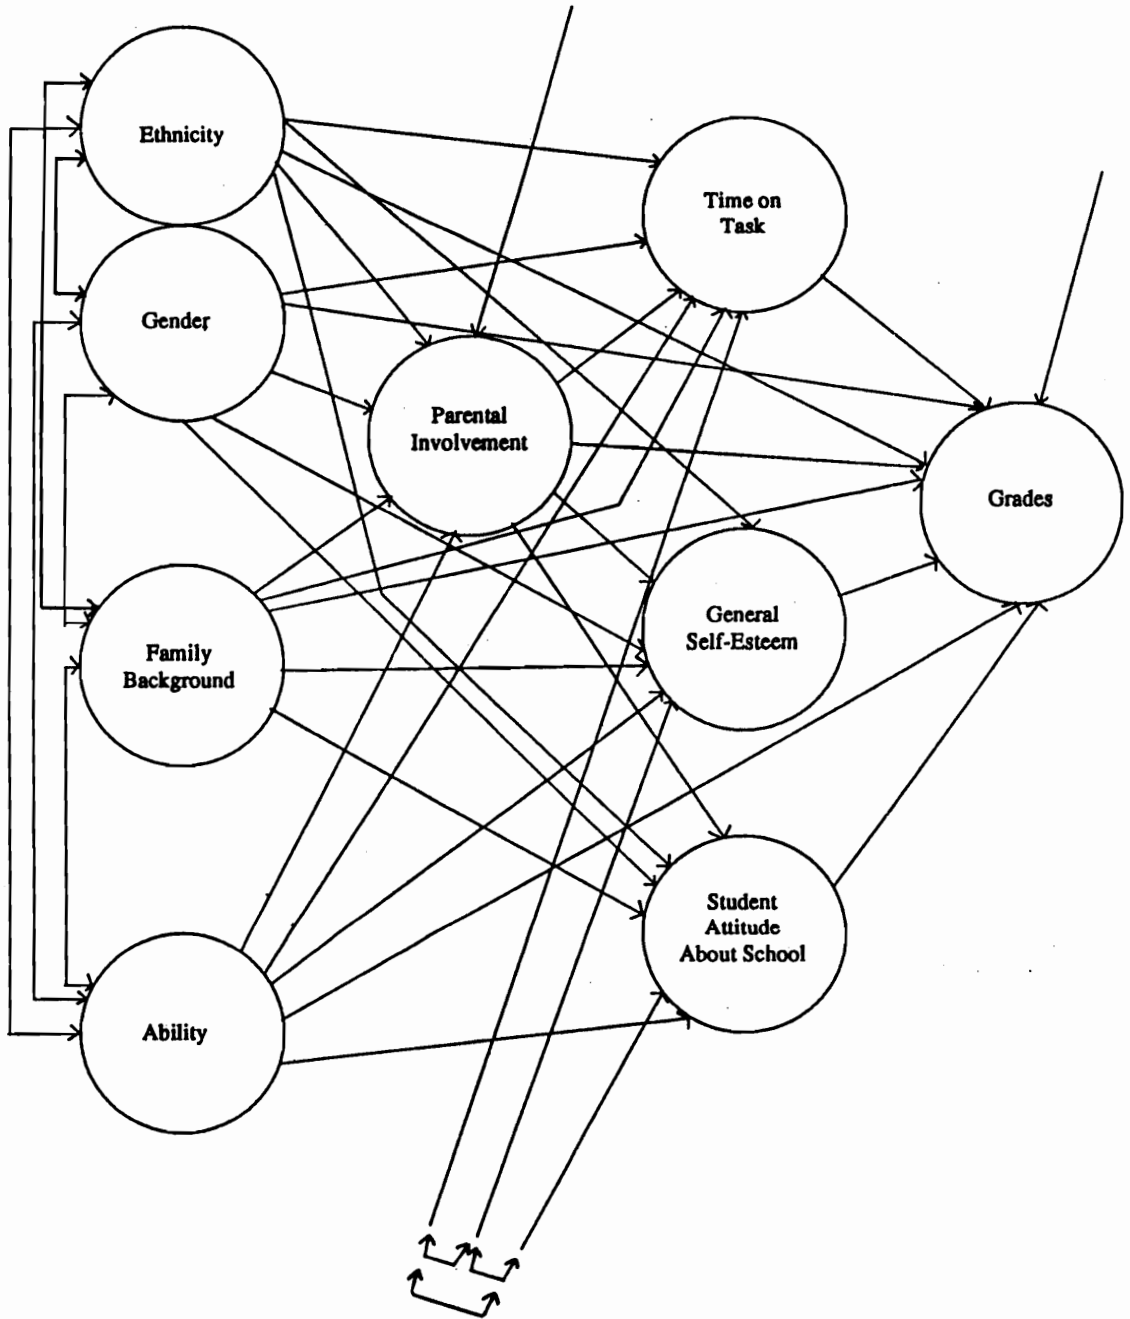 Ethnicity
Time on
Task
Gender
Parental
Involvement
Grades
General
Self-Esteem
Family
Background
Student
Attitude
About School
Ability